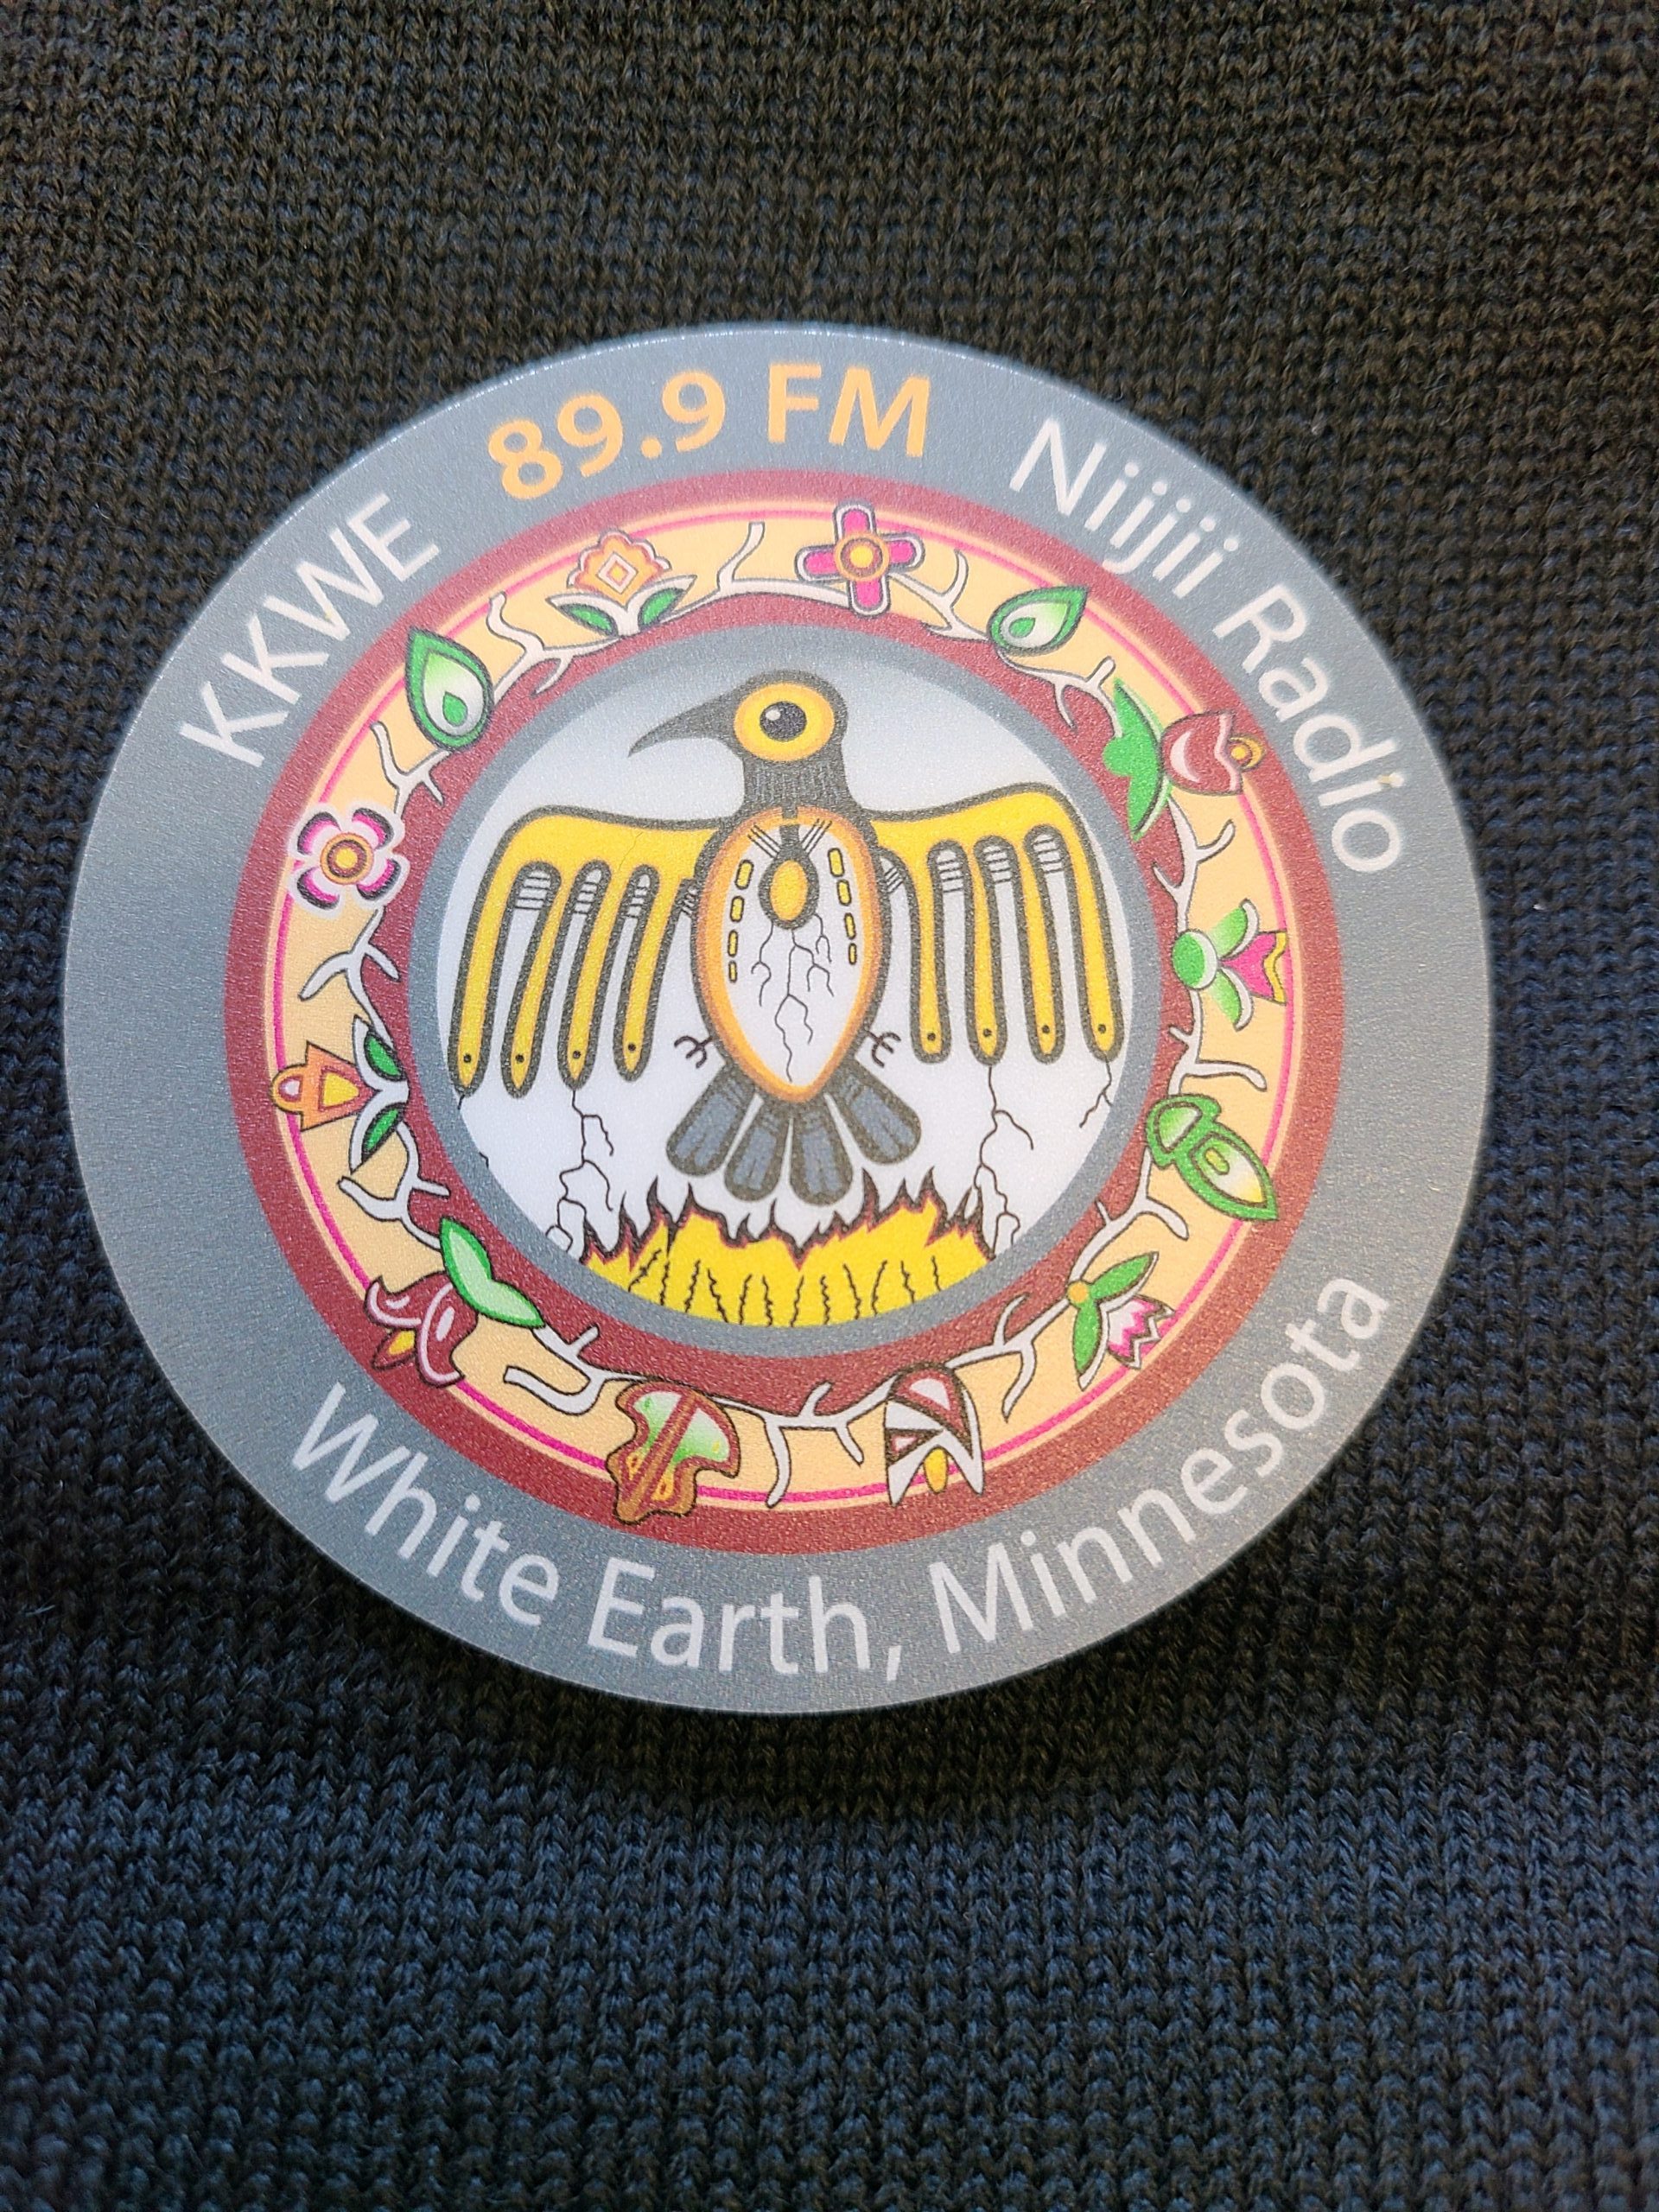 KKWE 89.9 FM Nijii Radio
White Earth, Minnesota